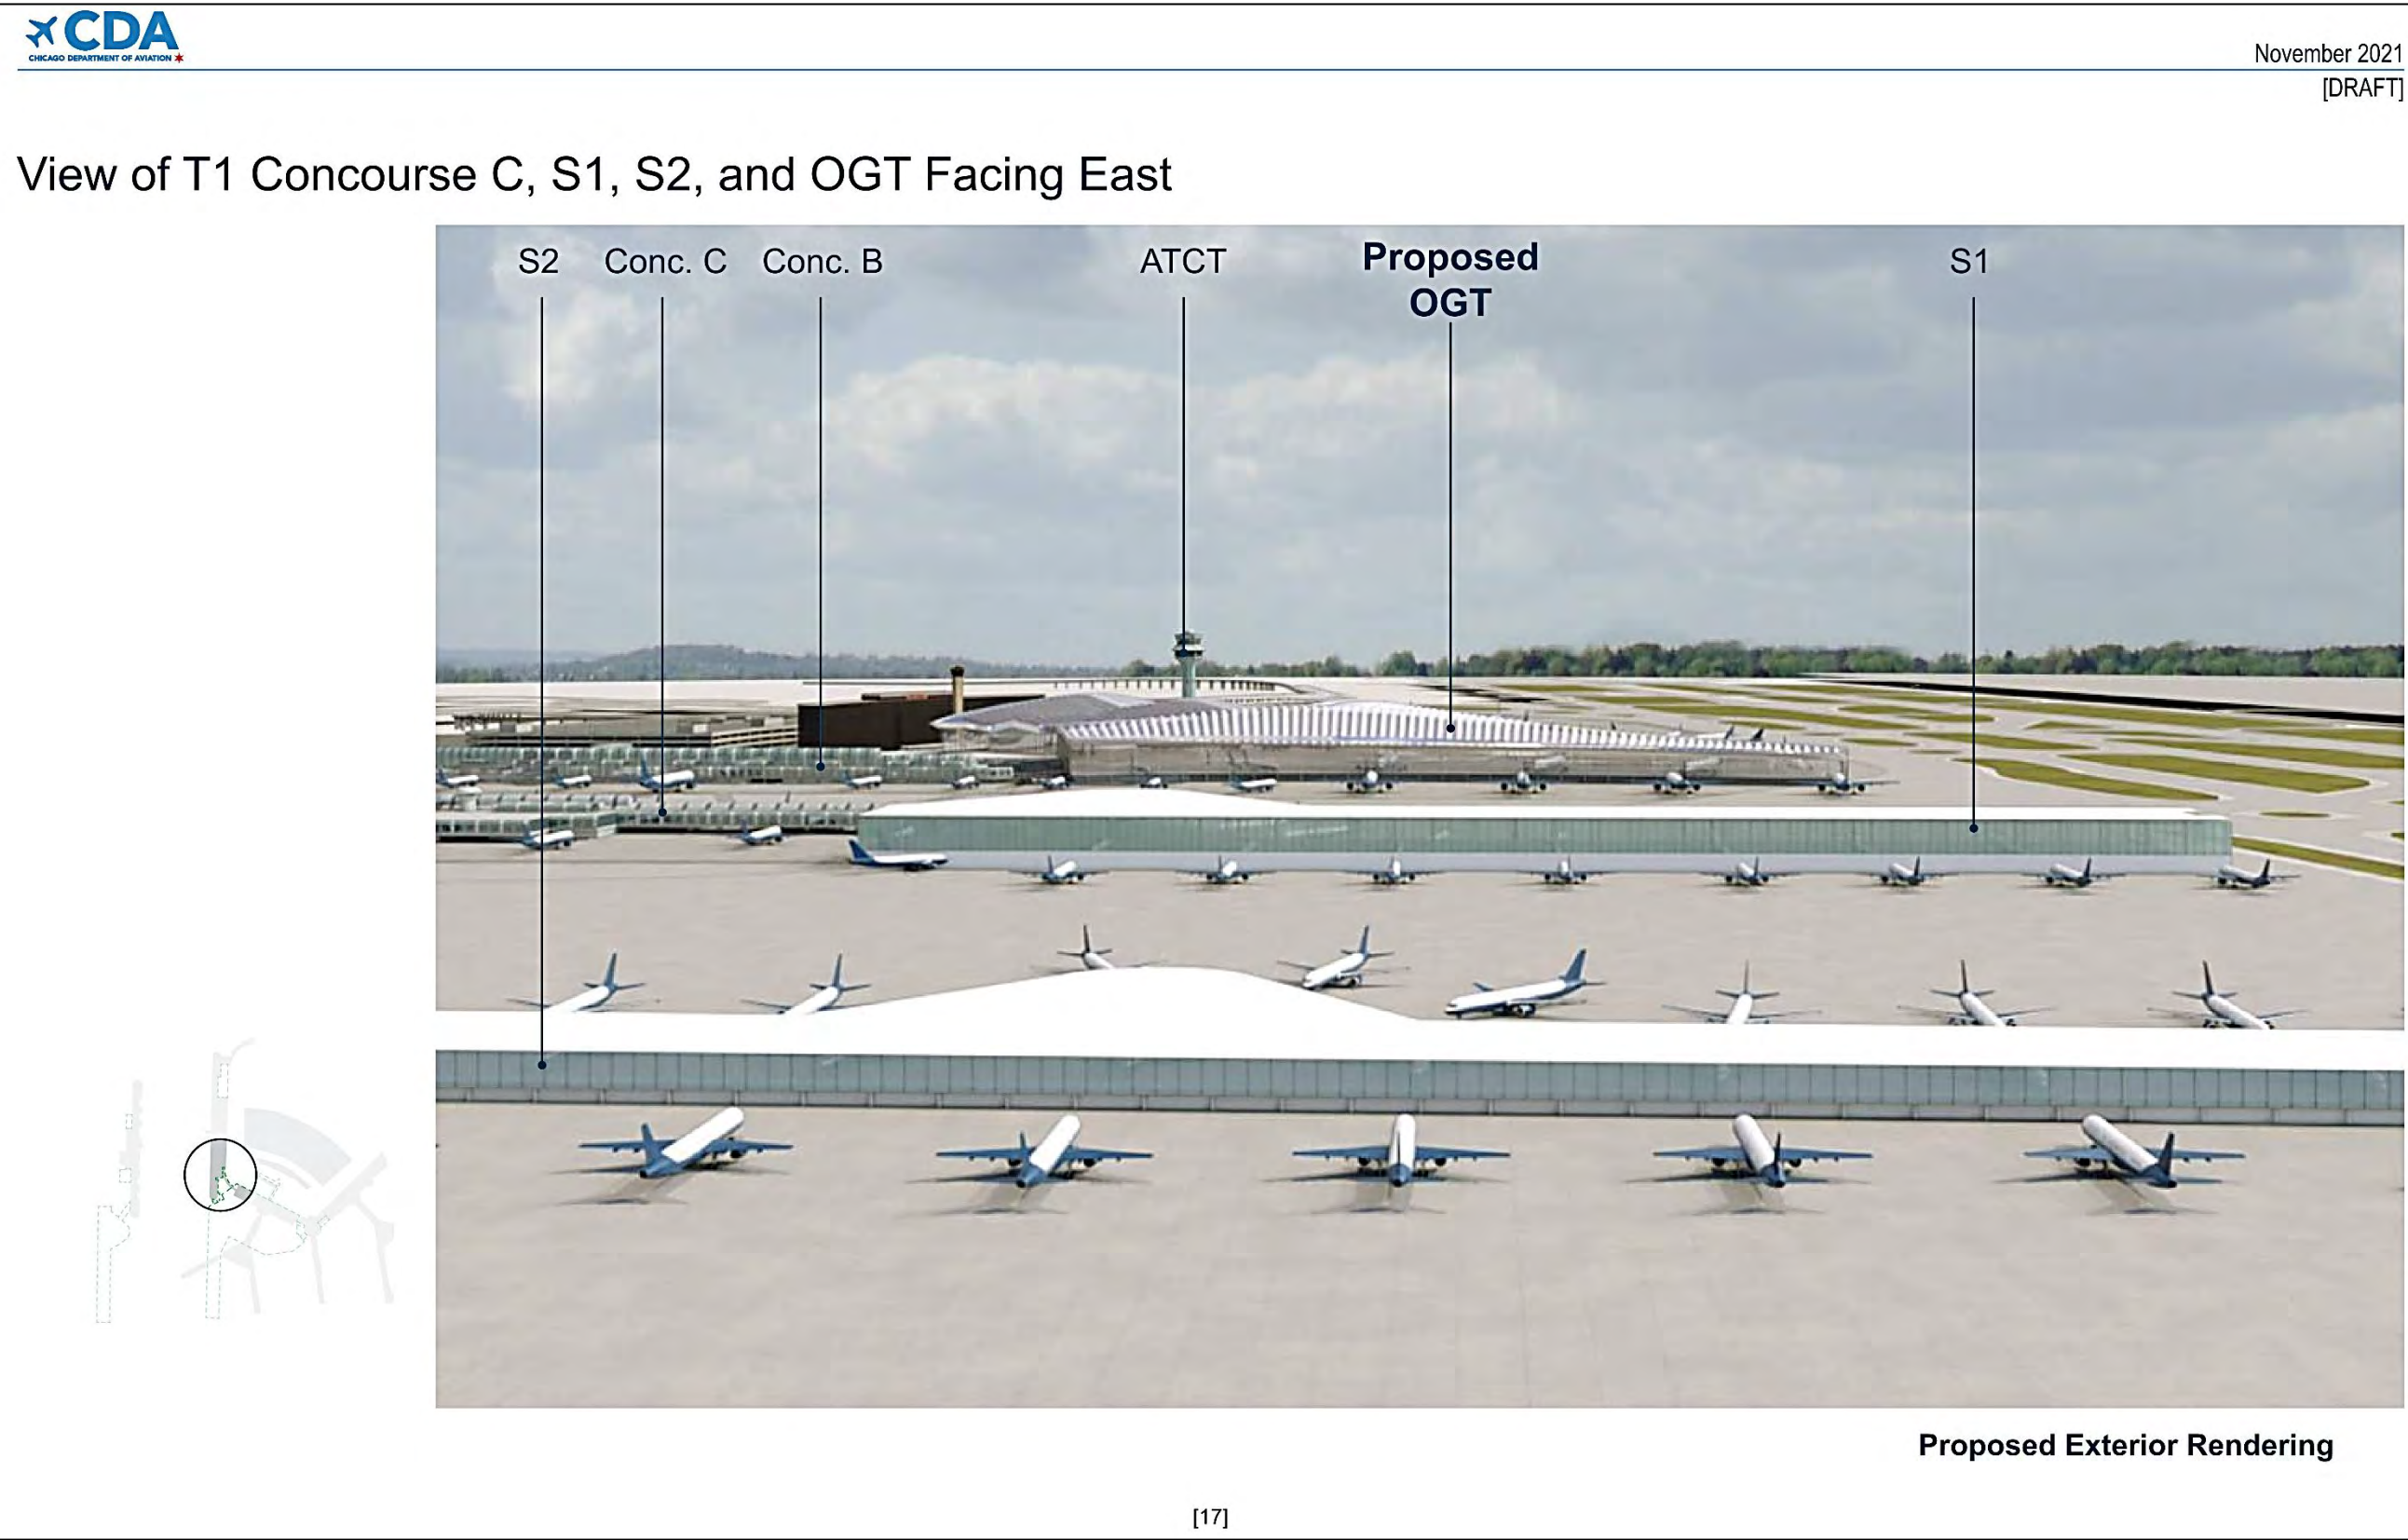 CDA
CHICAGO DEPARTMENT OF AVIATION
November 2021
[DRAFT]
View of T1 Concourse C, S1, S2, and OGT Facing East
S2
Conc. C
Conc. B
ATCT
Proposed
OGT
S1
Proposed Exterior Rendering
[17]